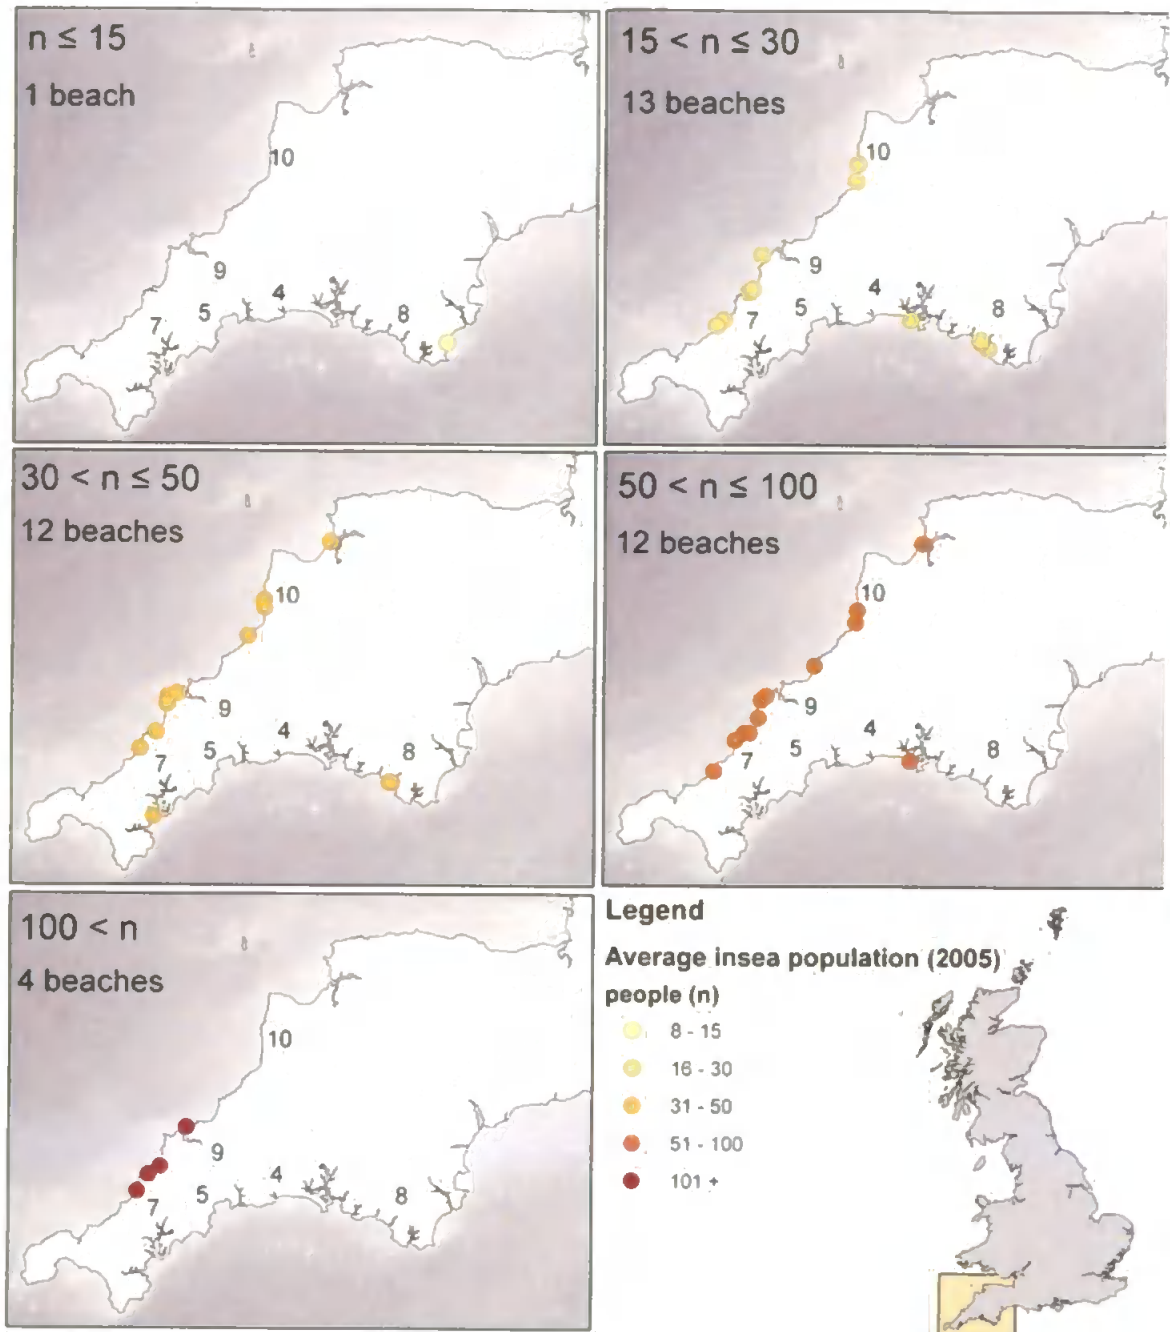 n ≤ 15
1 beach
10
9
4
5
8
7
15 < n ≤ 30
13 beaches
10
9
4
5
8
7
30 < n ≤ 50
12 beaches
10
9
4
5
8
7
50 < n ≤ 100
12 beaches
10
9
4
5
8
7
100 < n
4 beaches
10
9
4
5
8
7
Legend
Average insea population (2005)
people (n)
8 - 15
16 - 30
31 - 50
51 - 100
101 +